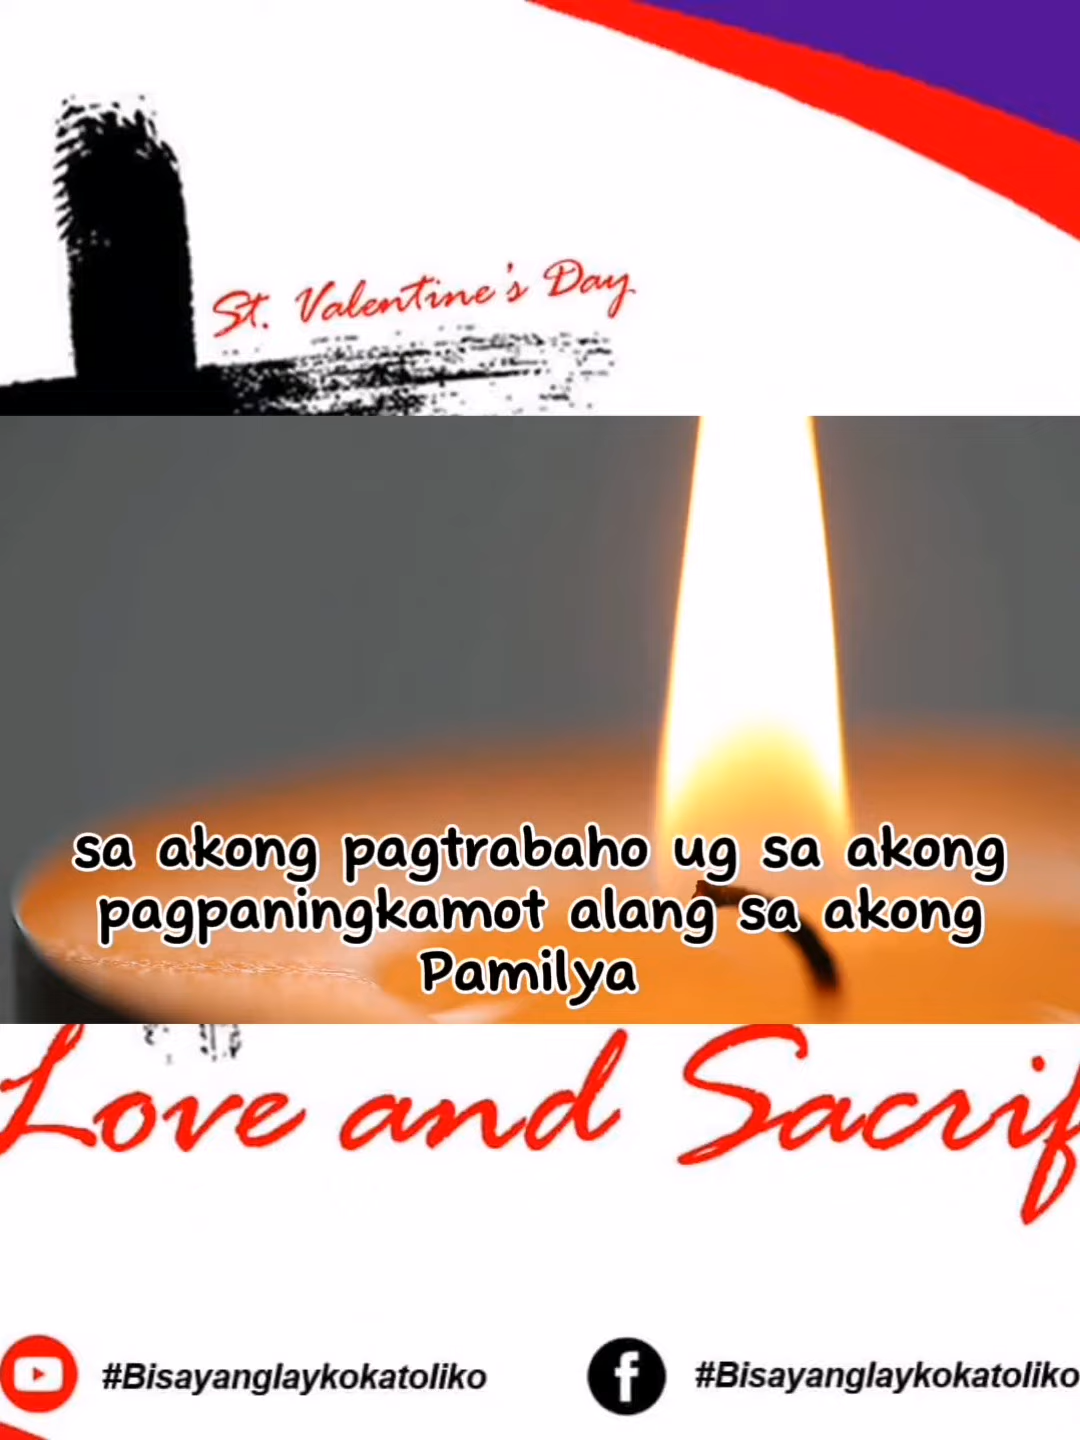 St. Valentine's Day
sa akong pagtrabaho ug sa akong
pagpaningkamot alang sa akong
Pamilya
Love and Sacrif
#Bisayanglaykokatoliko
#Bisayanglaykokatoliko